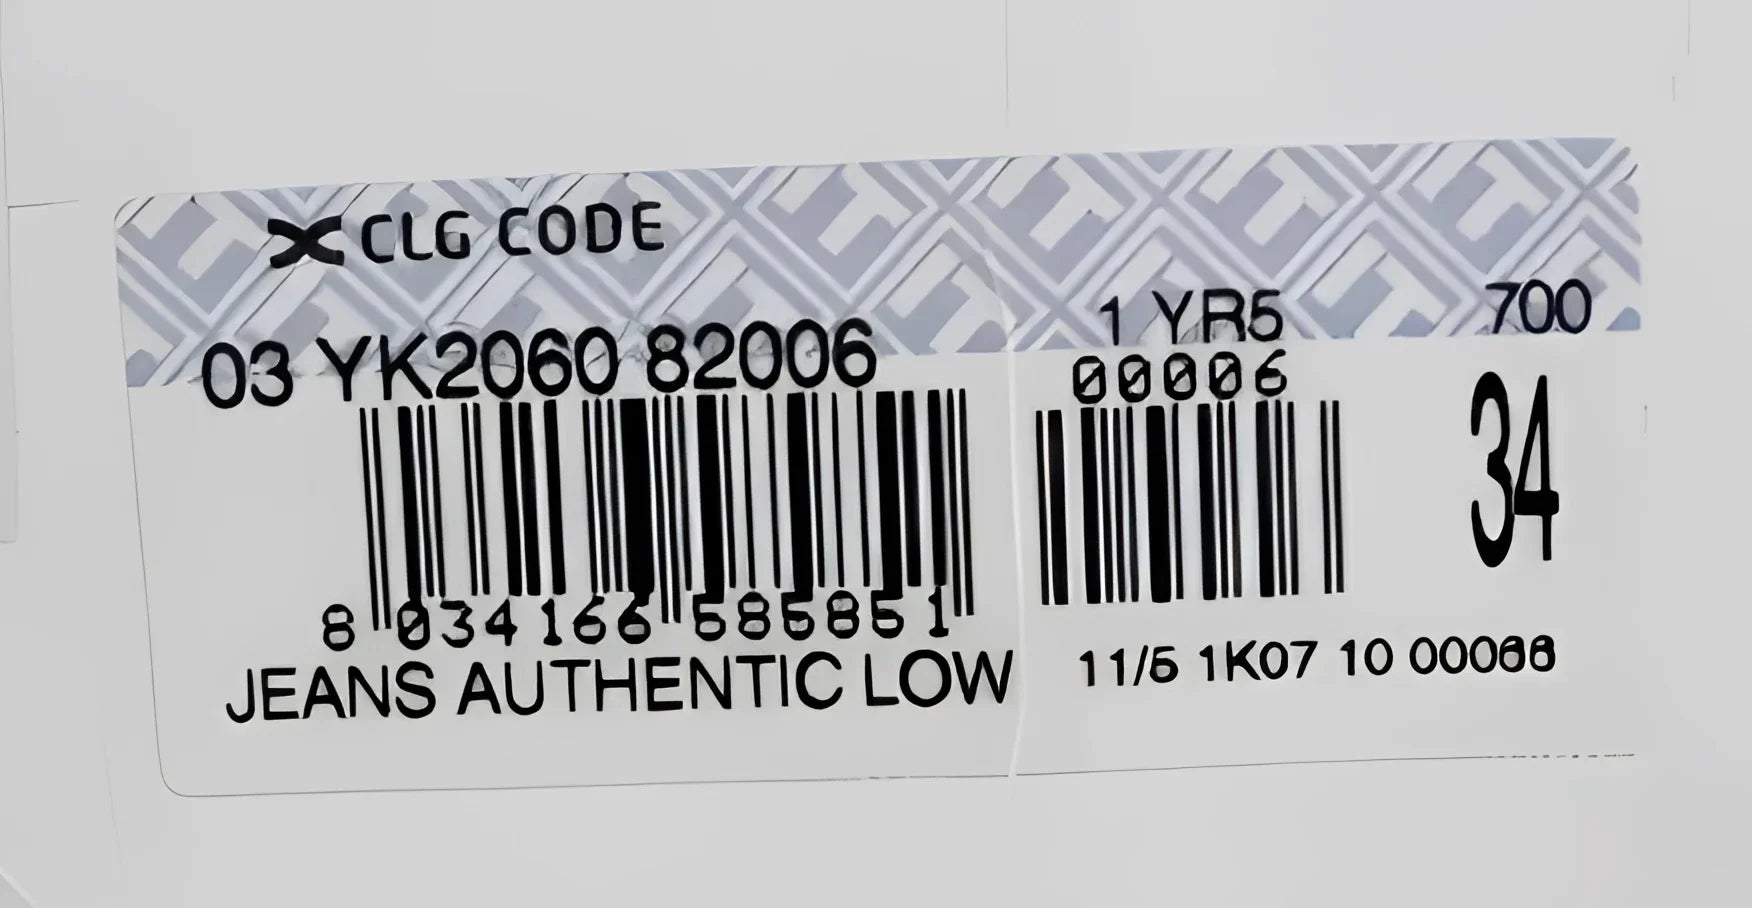 CLG CODE
03 YK2060 82006
1 YR5
700
00006
34
8 034166 585851
JEANS AUTHENTIC LOW
11/5 1K07 10